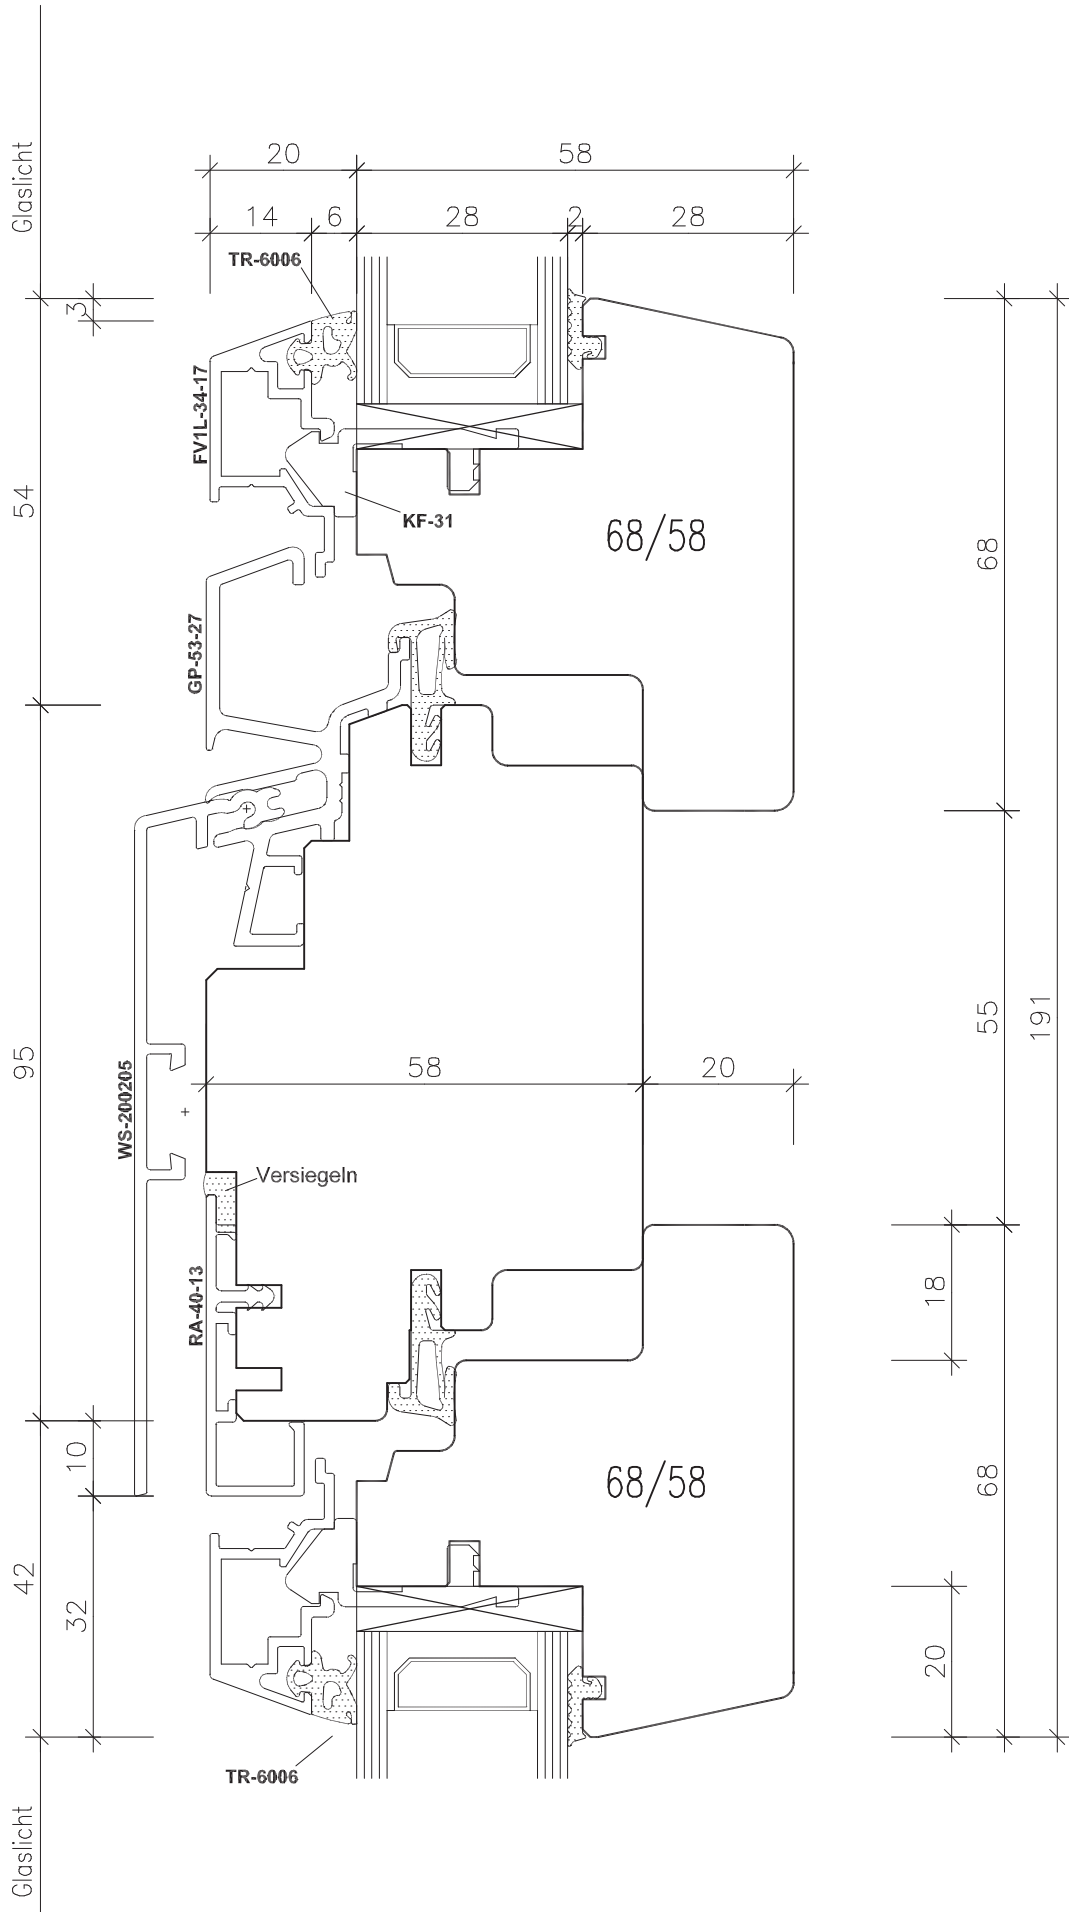 Glaslicht
20
58
14
6
28
2
28
TR-6006
3
FV1L-34-17
54
KF-31
68/58
68
GP-53-27
55
191
95
58
20
WS-200205
Versiegeln
RA-40-13
18
10
68/58
68
42
32
20
TR-6006
Glaslicht